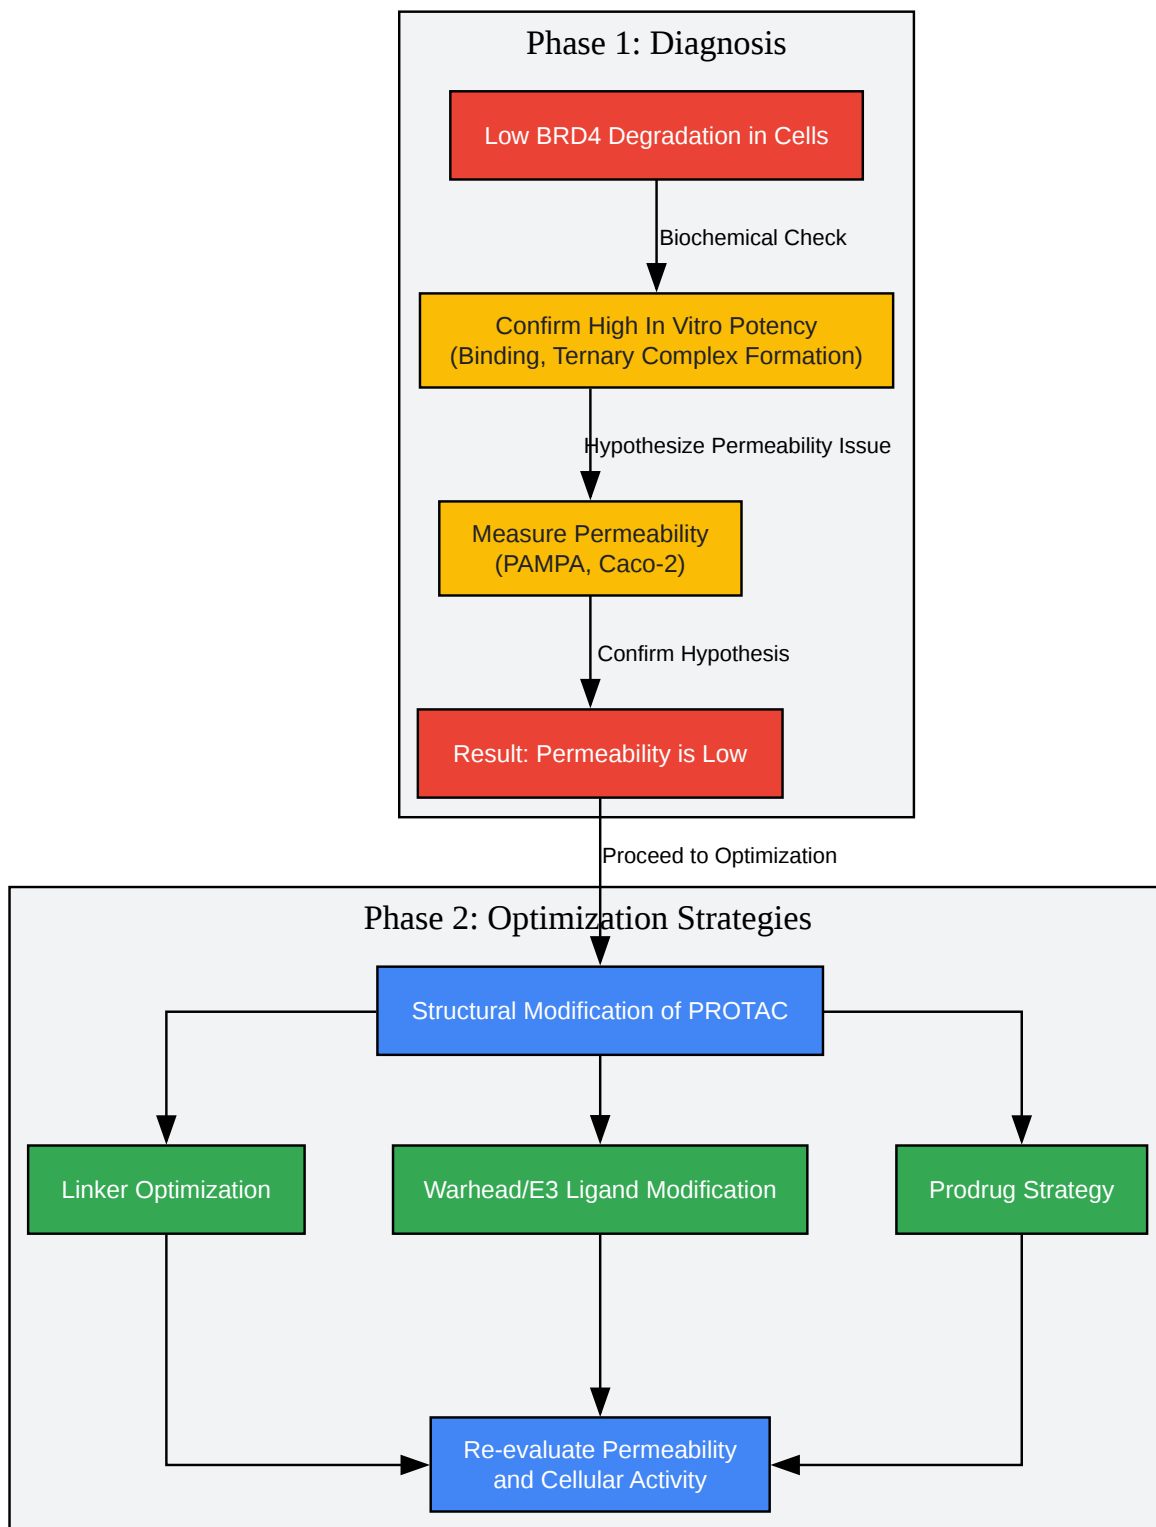 Phase 1: Diagnosis
Low BRD4 Degradation in Cells
Biochemical Check
Confirm High In Vitro Potency
(Binding, Ternary Complex Formation)
Hypothesize Permeability Issue
Measure Permeability
(PAMPA, Caco-2)
Confirm Hypothesis
Result: Permeability is Low
Proceed to Optimization
Phase 2: Optimization Strategies
Structural Modification of PROTAC
Linker Optimization
Warhead/E3 Ligand Modification
Prodrug Strategy
Re-evaluate Permeability
and Cellular Activity